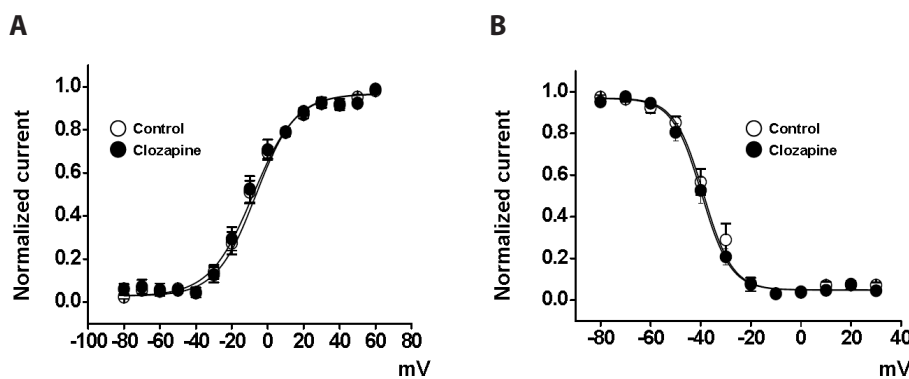 A
Normalized current
1.0
0.8
0.6
0.4
0.2
0.0
Control
Clozapine
-100 -80 -60 -40 -20 0 20 40 60 80
mV
B
Normalized current
1.0
0.8
0.6
0.4
0.2
0.0
Control
Clozapine
-80 -60 -40 -20 0 20 40
mV